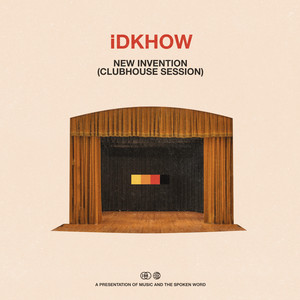 iDKHOW
NEW INVENTION
(CLUBHOUSE SESSION)
A PRESENTATION OF MUSIC AND THE SPOKEN WORD